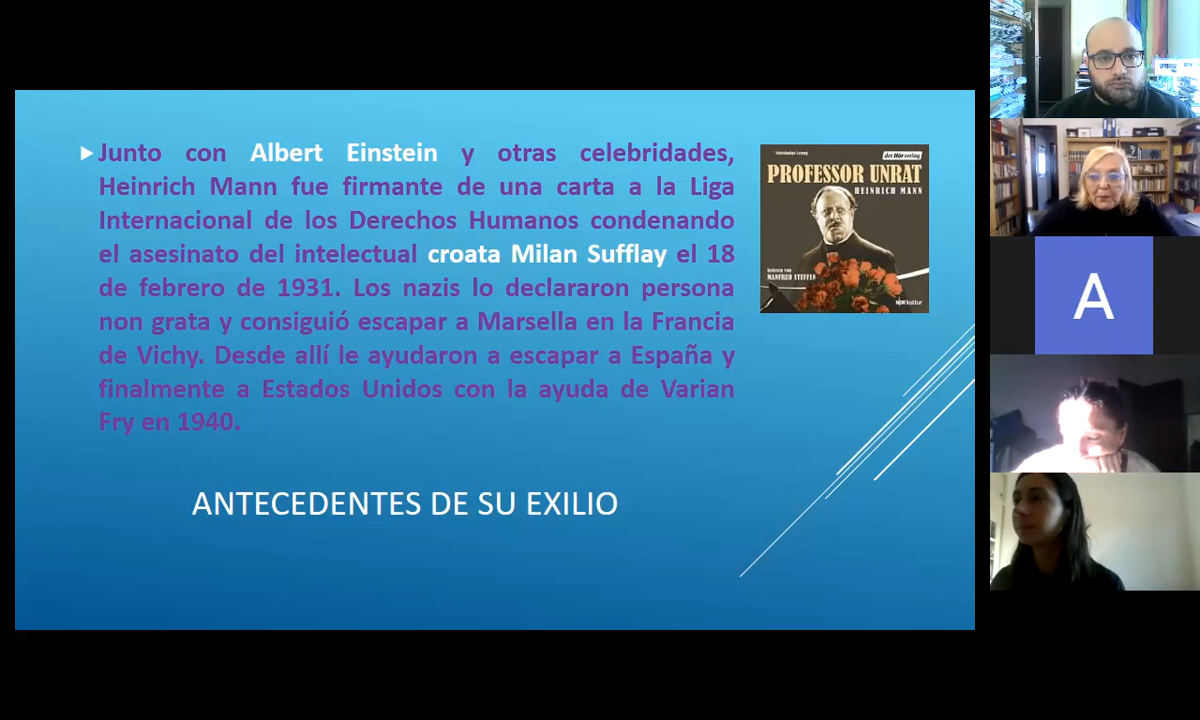 Junto con Albert Einstein y otras celebridades,
Heinrich Mann fue firmante de una carta a la Liga
Internacional de los Derechos Humanos condenando
el asesinato del intelectual croata Milan Sufflay el 18
de febrero de 1931. Los nazis lo declararon persona
non grata y consiguió escapar a Marsella en la Francia
de Vichy. Desde allí le ayudaron a escapar a España y
finalmente a Estados Unidos con la ayuda de Varian
Fry en 1940.
Vollständige Lesung
der Hörverlag
PROFESSOR UNRAT
HEINRICH MANN
Gelesen von
MANFRED STEFFEN
NDR kultur
ANTECEDENTES DE SU EXILIO
A